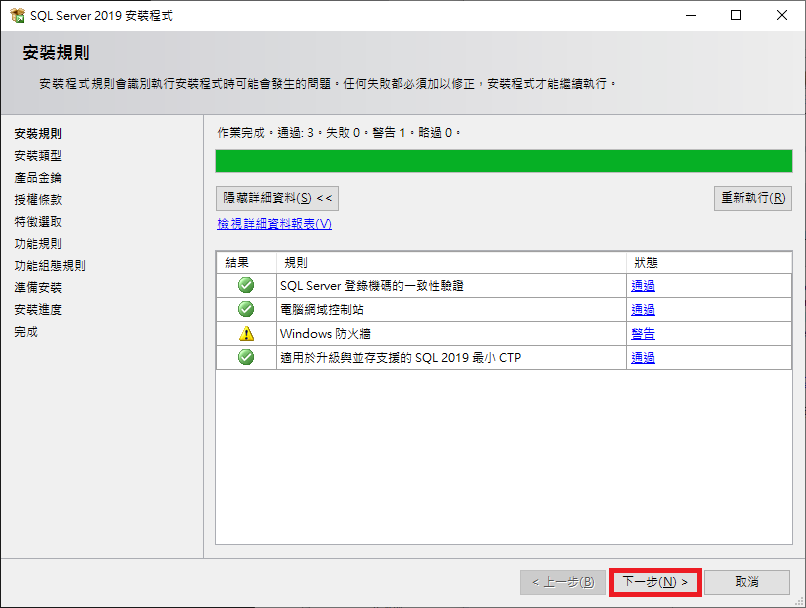 SQL Server 2019 安裝程式
安裝規則
安裝程式規則會識別執行安裝程式時可能會發生的問題。任何失敗都必須加以修正，安裝程式才能繼續執行。
安裝規則
安裝類型
產品金鑰
授權條款
特徵選取
功能規則
功能組態規則
準備安裝
安裝進度
完成
作業完成。通過: 3。失敗 0。警告 1。略過 0。
隱藏詳細資料(S) <<
重新執行(R)
檢視詳細資料報表(V)
結果 規則 狀態
SQL Server 登錄機碼的一致性驗證 通過
電腦網域控制站 通過
Windows 防火牆 警告
適用於升級與並存支援的 SQL 2019 最小 CTP 通過
< 上一步(B) 下一步(N) > 取消